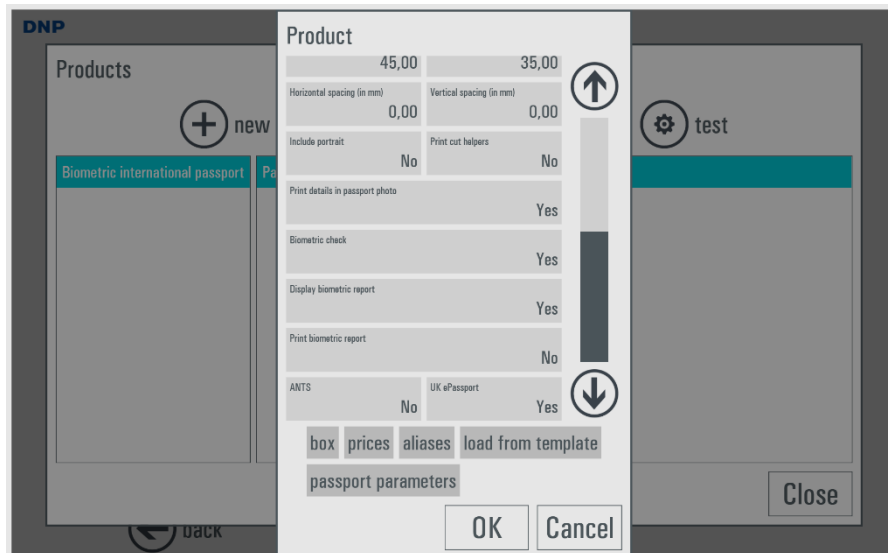 DNP
Products
new
test
Biometric international passport
Pa
back
Close
Product
45,00 35,00
Horizontal spacing (in mm) Vertical spacing (in mm)
0,00 0,00
Include portrait Print cut helpers
No No
Print details in passport photo
Yes
Biometric check
Yes
Display biometric report
Yes
Print biometric report
No
ANTS UK ePassport
No Yes
box prices aliases load from template
passport parameters
OK Cancel